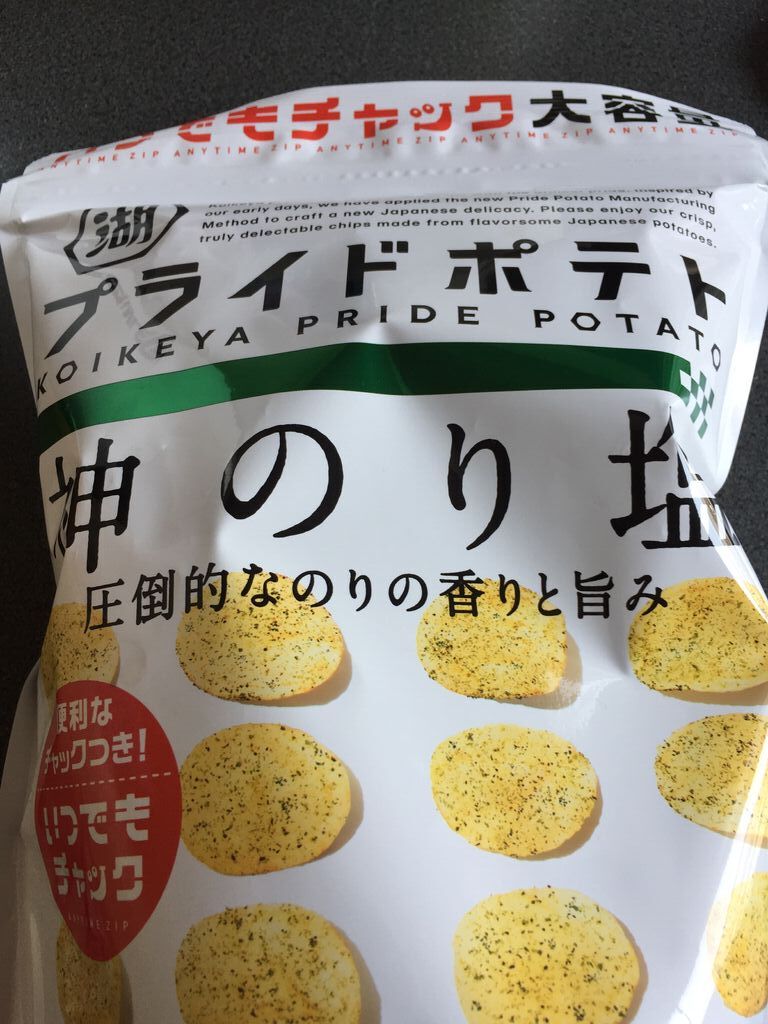 いつでもチャック大容量
ANYTIME ZIP ANYTIME ZIP ANYTIME ZIP ANYTIME ZIP ANYTIME ZIP
inspired by
our early days, we have applied the new Pride Potato Manufacturing
Method to craft a new Japanese delicacy. Please enjoy our crisp,
truly delectable chips made from flavorsome Japanese potatoes.
湖
プライドポテト
KOIKEYA PRIDE POTATO
神のり塩
圧倒的なのりの香りと旨み
便利な
チャックつき!
いつでも
チャック
ANYTIME ZIP